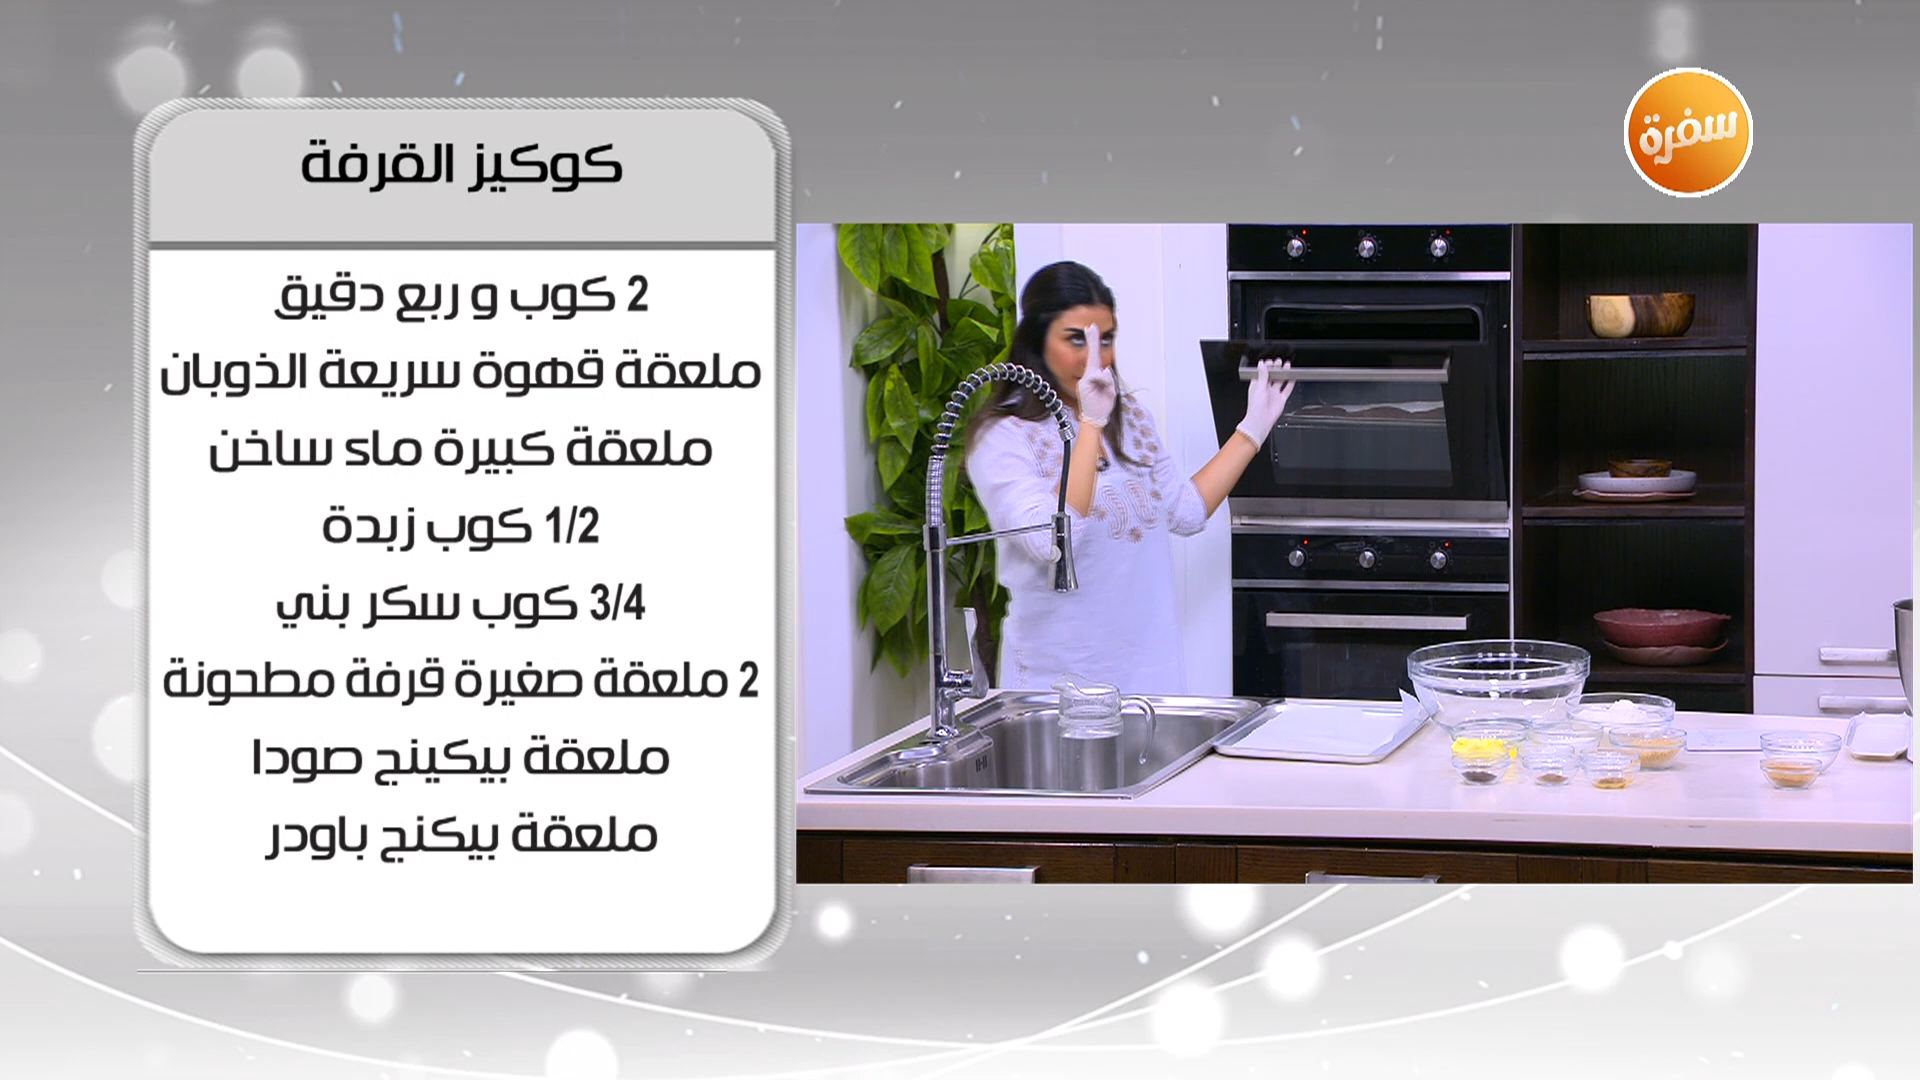 سفرة
كوكيز القرفة
2 كوب و ربع دقيق
ملعقة قهوة سريعة الذوبان
ملعقة كبيرة ماء ساخن
1/2 كوب زبدة
3/4 كوب سكر بني
2 ملعقة صغيرة قرفة مطحونة
ملعقة بيكينج صودا
ملعقة بيكنج باودر